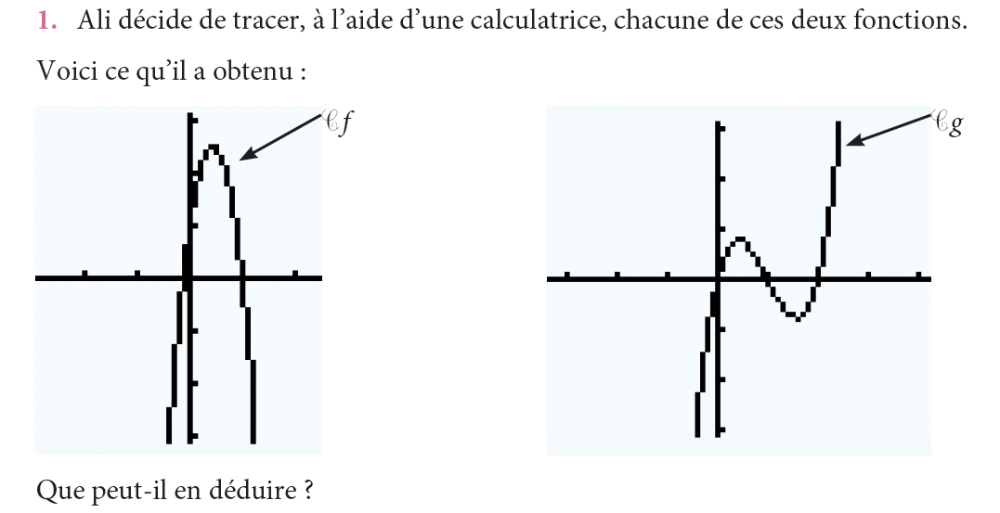 1. Ali décide de tracer, à l’aide d’une calculatrice, chacune de ces deux fonctions.
Voici ce qu’il a obtenu :
𝒞f
𝒞g
Que peut-il en déduire ?